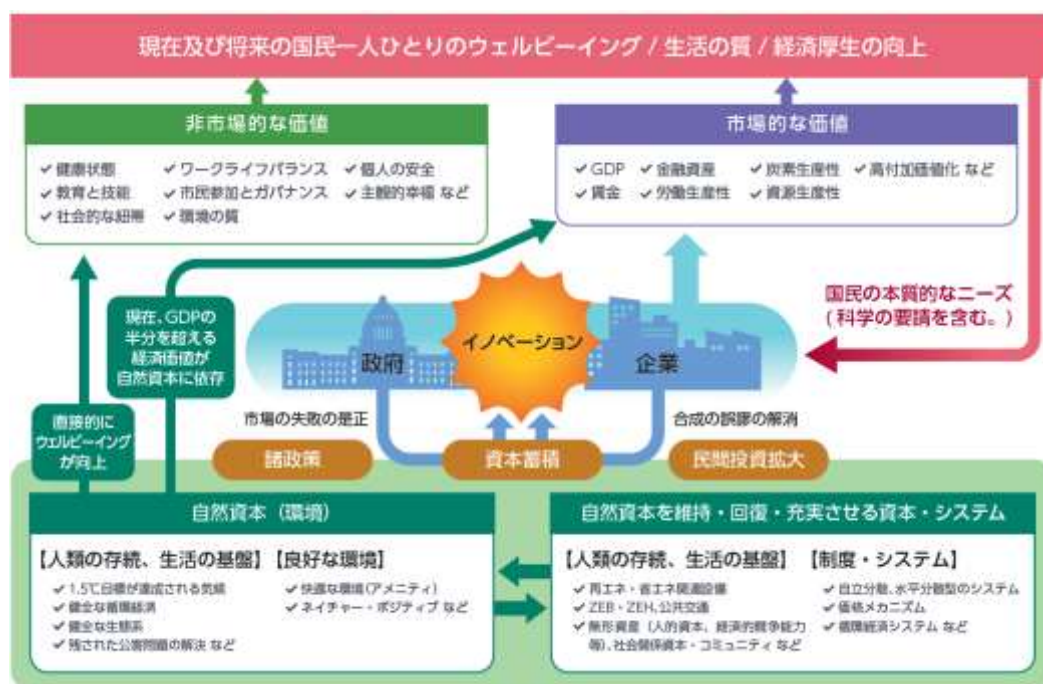 現在及び将来の国民一人ひとりのウェルビーイング / 生活の質 / 経済厚生の向上
非市場的な価値
✓健康状態 ✓ワークライフバランス ✓個人の安全
✓教育と技能 ✓市民参加とガバナンス ✓主観的幸福 など
✓社会的な紐帯 ✓環境の質
市場的な価値
✓GDP ✓金融資産 ✓炭素生産性 ✓高付加価値化 など
✓賃金 ✓労働生産性 ✓資源生産性
国民の本質的なニーズ
(科学の要請を含む。)
現在、GDPの
半分を超える
経済価値が
自然資本に依存
イノベーション
政府
企業
直接的に
ウェルビーイング
が向上
市場の失敗の是正
合成の誤謬の解消
諸政策
資本蓄積
民間投資拡大
自然資本(環境)
【人類の存続、生活の基盤】
✓1.5℃目標が達成される気候
✓健全な循環経済
✓健全な生態系
✓残された公害問題の解決 など
【良好な環境】
✓快適な環境(アメニティ)
✓ネイチャー・ポジティブ など
自然資本を維持・回復・充実させる資本・システム
【人類の存続、生活の基盤】
✓再エネ・省エネ関連設備
✓ZEB・ZEH、公共交通
✓無形資産(人的資本、経済的競争能力
等)、社会関係資本・コミュニティ など
【制度・システム】
✓自立分散、水平分散型のシステム
✓価格メカニズム
✓循環経済システム など